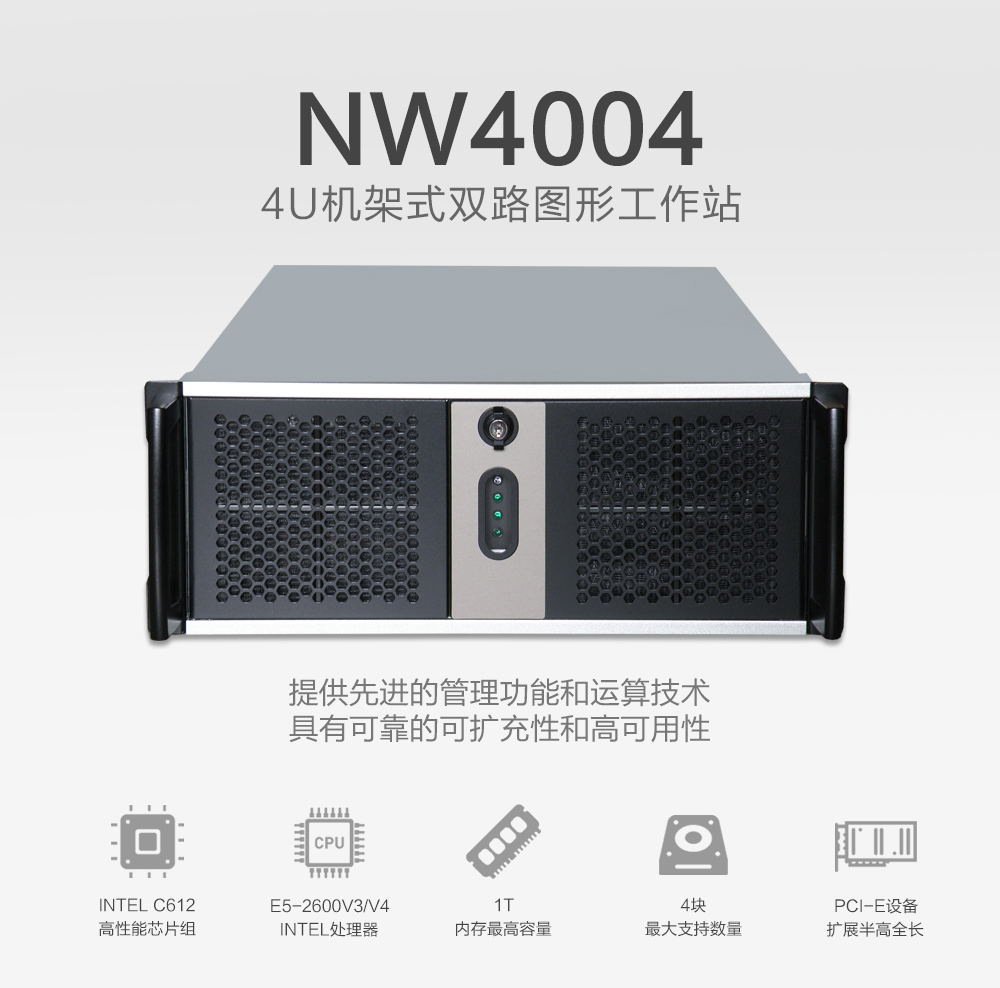 NW4004
4U机架式双路图形工作站
提供先进的管理功能和运算技术
具有可靠的可扩充性和高可用性
CPU
INTEL C612
高性能芯片组
E5-2600V3/V4
INTEL处理器
1T
内存最高容量
4块
最大支持数量
PCI-E设备
扩展半高全长